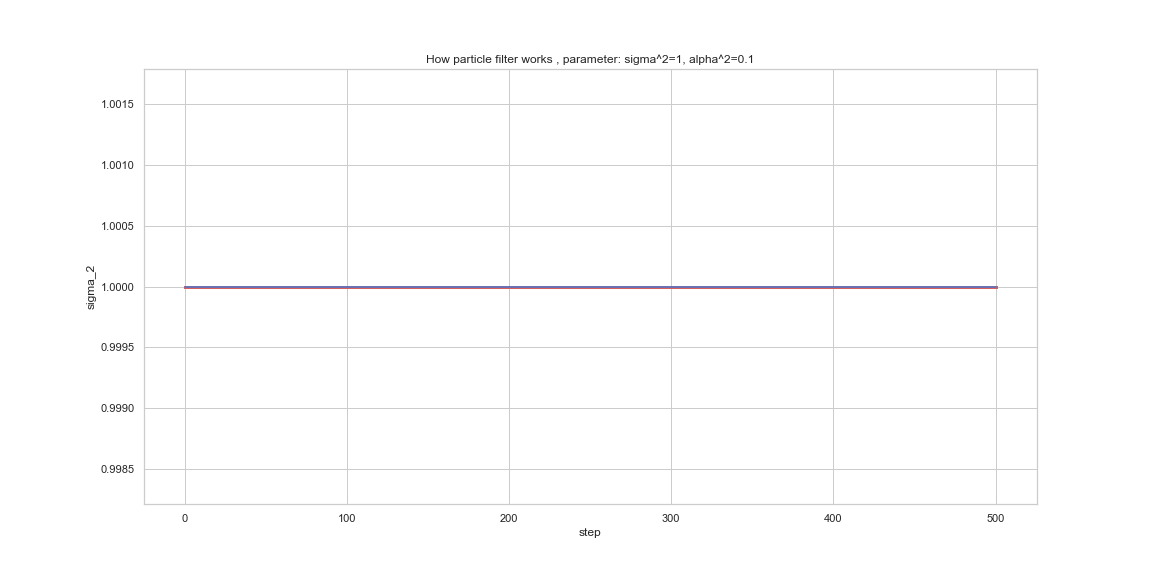 How particle filter works , parameter: sigma^2=1, alpha^2=0.1
1.0015
1.0010
1.0005
1.0000
0.9995
0.9990
0.9985
sigma_2
0 100 200 300 400 500
step